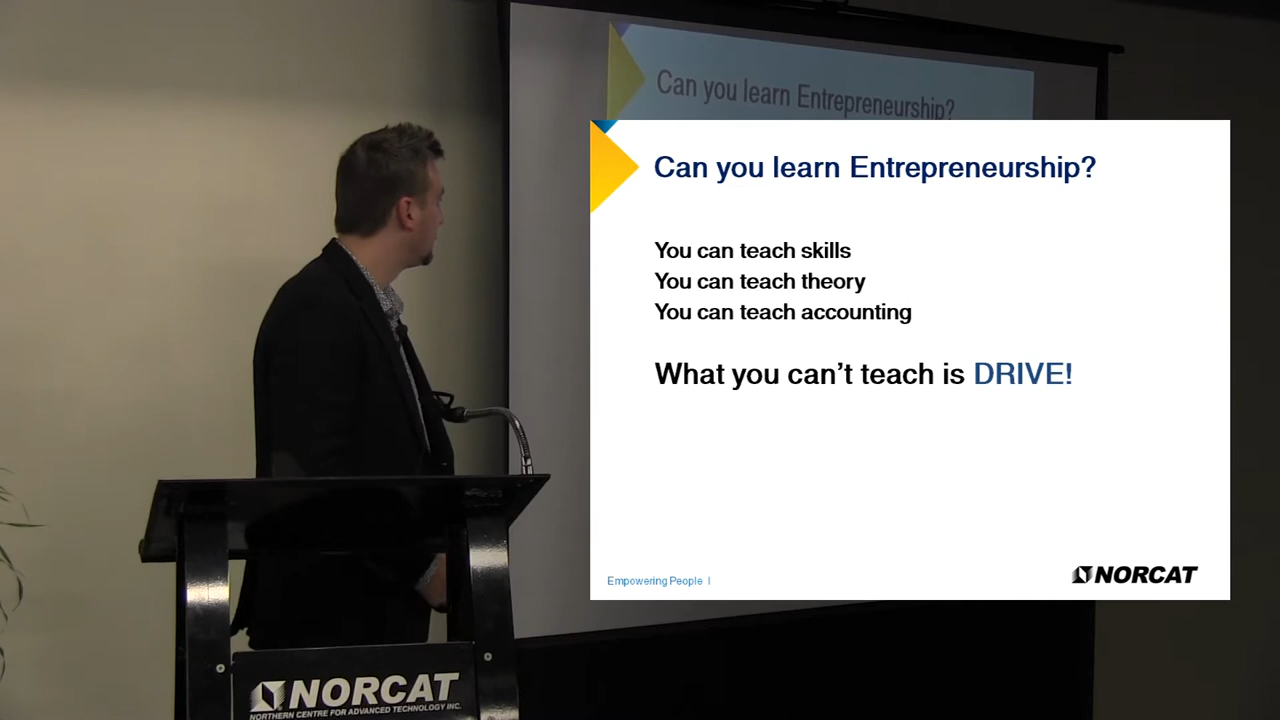 Can you learn Entrepreneurship?
Can you learn Entrepreneurship?
You can teach skills
You can teach theory
You can teach accounting
What you can't teach is DRIVE!
Empowering People |
NORCAT
NORCAT
NORTHERN CENTRE FOR ADVANCED TECHNOLOGY INC.